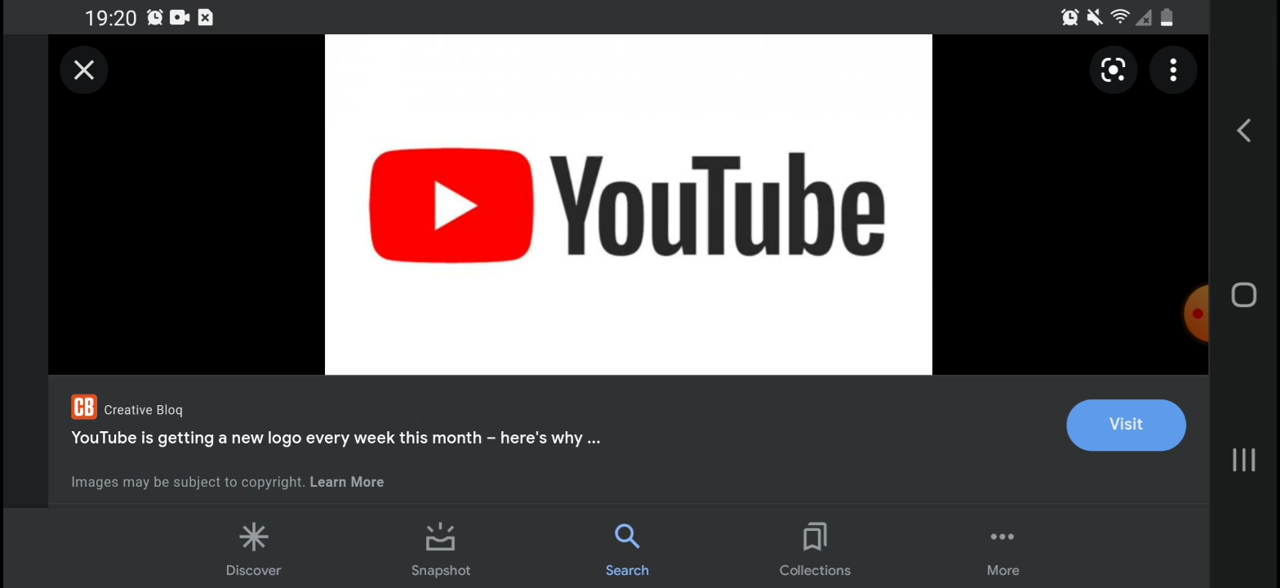 19:20
YouTube
CB Creative Bloq
YouTube is getting a new logo every week this month – here's why ...
Visit
Images may be subject to copyright. Learn More
Discover
Snapshot
Search
Collections
More